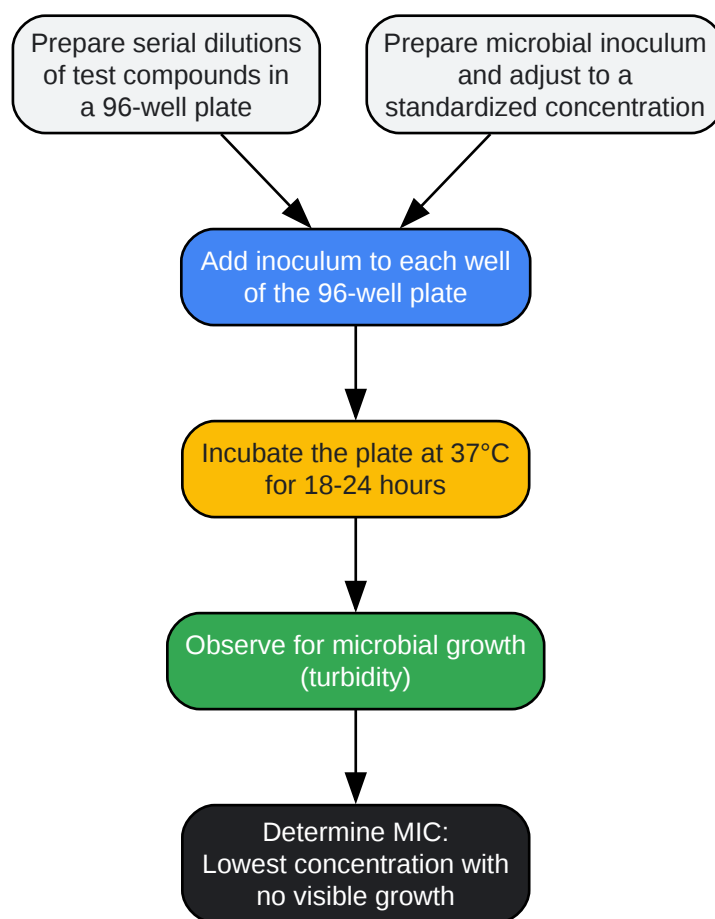 Prepare serial dilutions
of test compounds in
a 96-well plate
Prepare microbial inoculum
and adjust to a
standardized concentration
Add inoculum to each well
of the 96-well plate
Incubate the plate at 37°C
for 18-24 hours
Observe for microbial growth
(turbidity)
Determine MIC:
Lowest concentration with
no visible growth